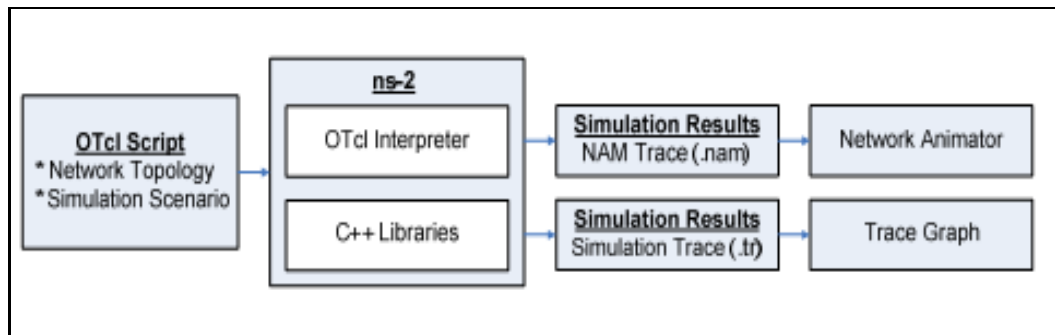 OTcl Script
*Network Topology
*Simulation Scenario
ns-2
OTcl Interpreter
C++ Libraries
Simulation Results
NAM Trace (.nam)
Simulation Results
Simulation Trace (.tr)
Network Animator
Trace Graph